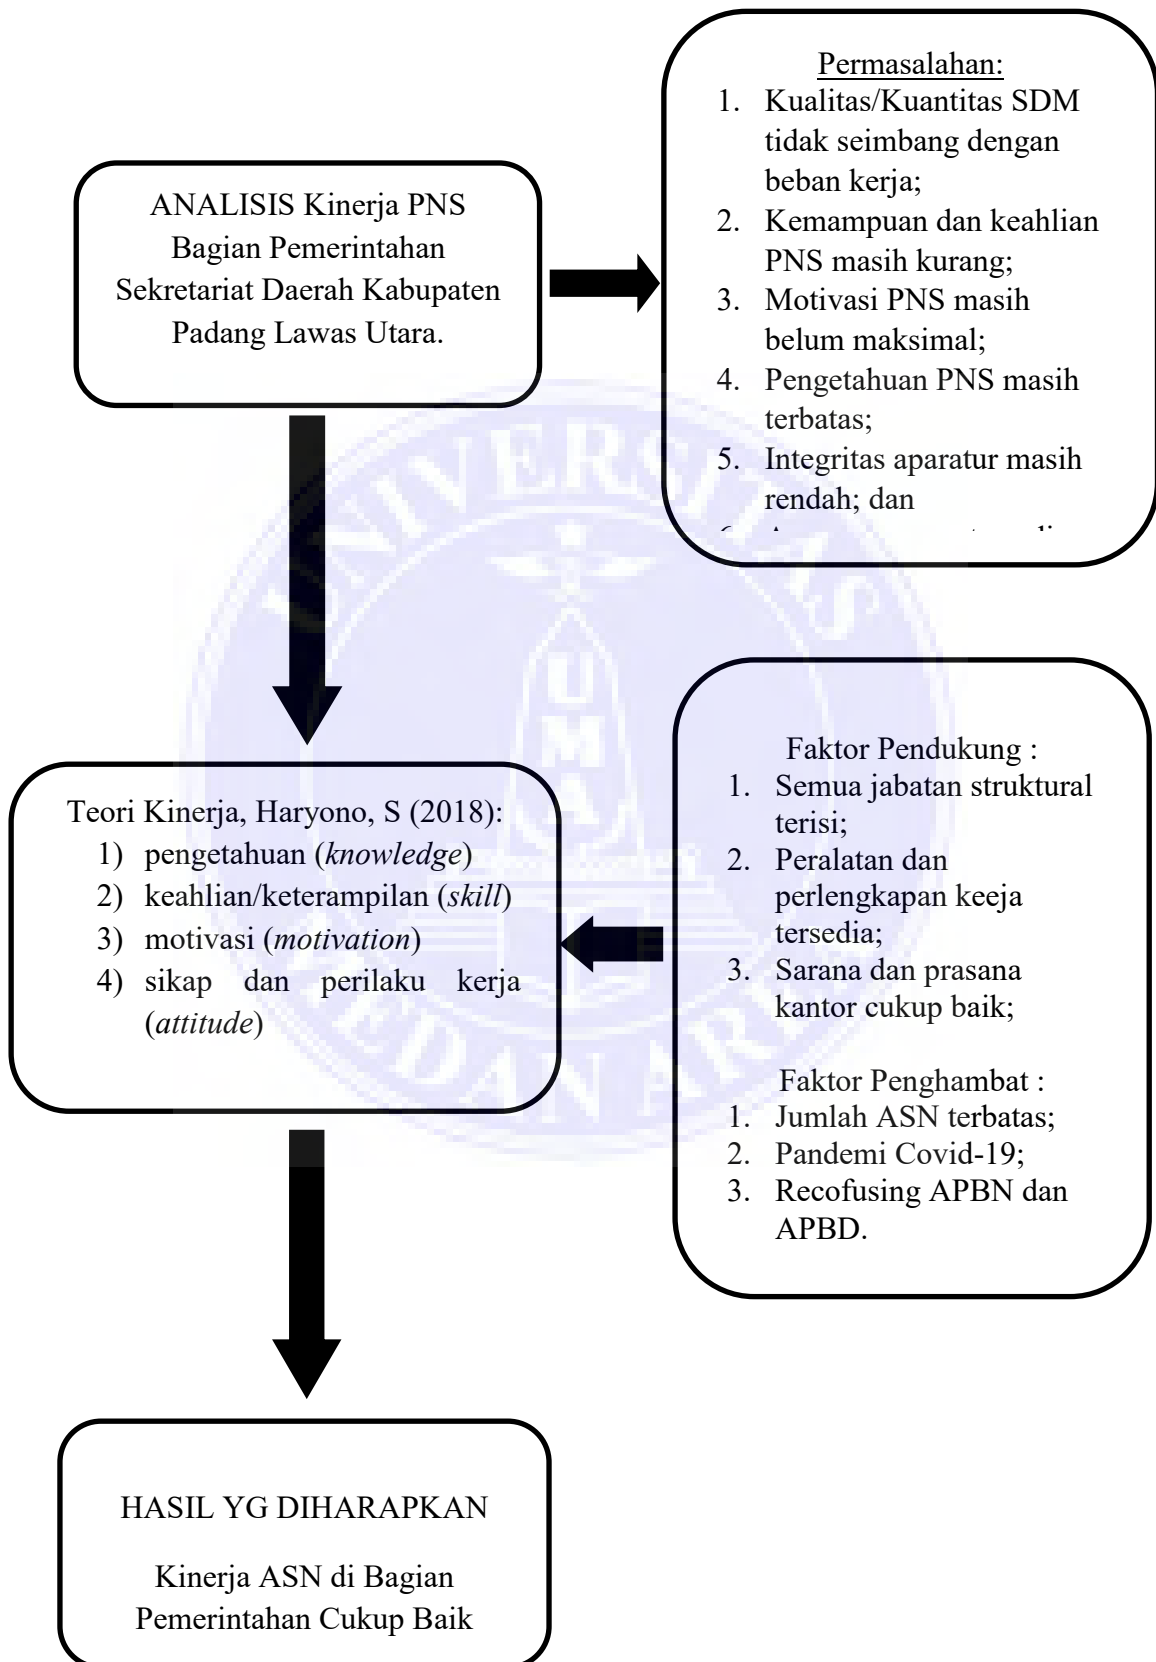 Permasalahan:
1. Kualitas/Kuantitas SDM
tidak seimbang dengan
beban kerja;
2. Kemampuan dan keahlian
PNS masih kurang;
3. Motivasi PNS masih
belum maksimal;
4. Pengetahuan PNS masih
terbatas;
5. Integritas aparatur masih
rendah; dan
ANALISIS Kinerja PNS
Bagian Pemerintahan
Sekretariat Daerah Kabupaten
Padang Lawas Utara.
Teori Kinerja, Haryono, S (2018):
1) pengetahuan (knowledge)
2) keahlian/keterampilan (skill)
3) motivasi (motivation)
4) sikap dan perilaku kerja
(attitude)
Faktor Pendukung :
1. Semua jabatan struktural
terisi;
2. Peralatan dan
perlengkapan keeja
tersedia;
3. Sarana dan prasana
kantor cukup baik;
Faktor Penghambat :
1. Jumlah ASN terbatas;
2. Pandemi Covid-19;
3. Recofusing APBN dan
APBD.
HASIL YG DIHARAPKAN
Kinerja ASN di Bagian
Pemerintahan Cukup Baik
UNIVERSITAS
UMA
MEDAN AREA